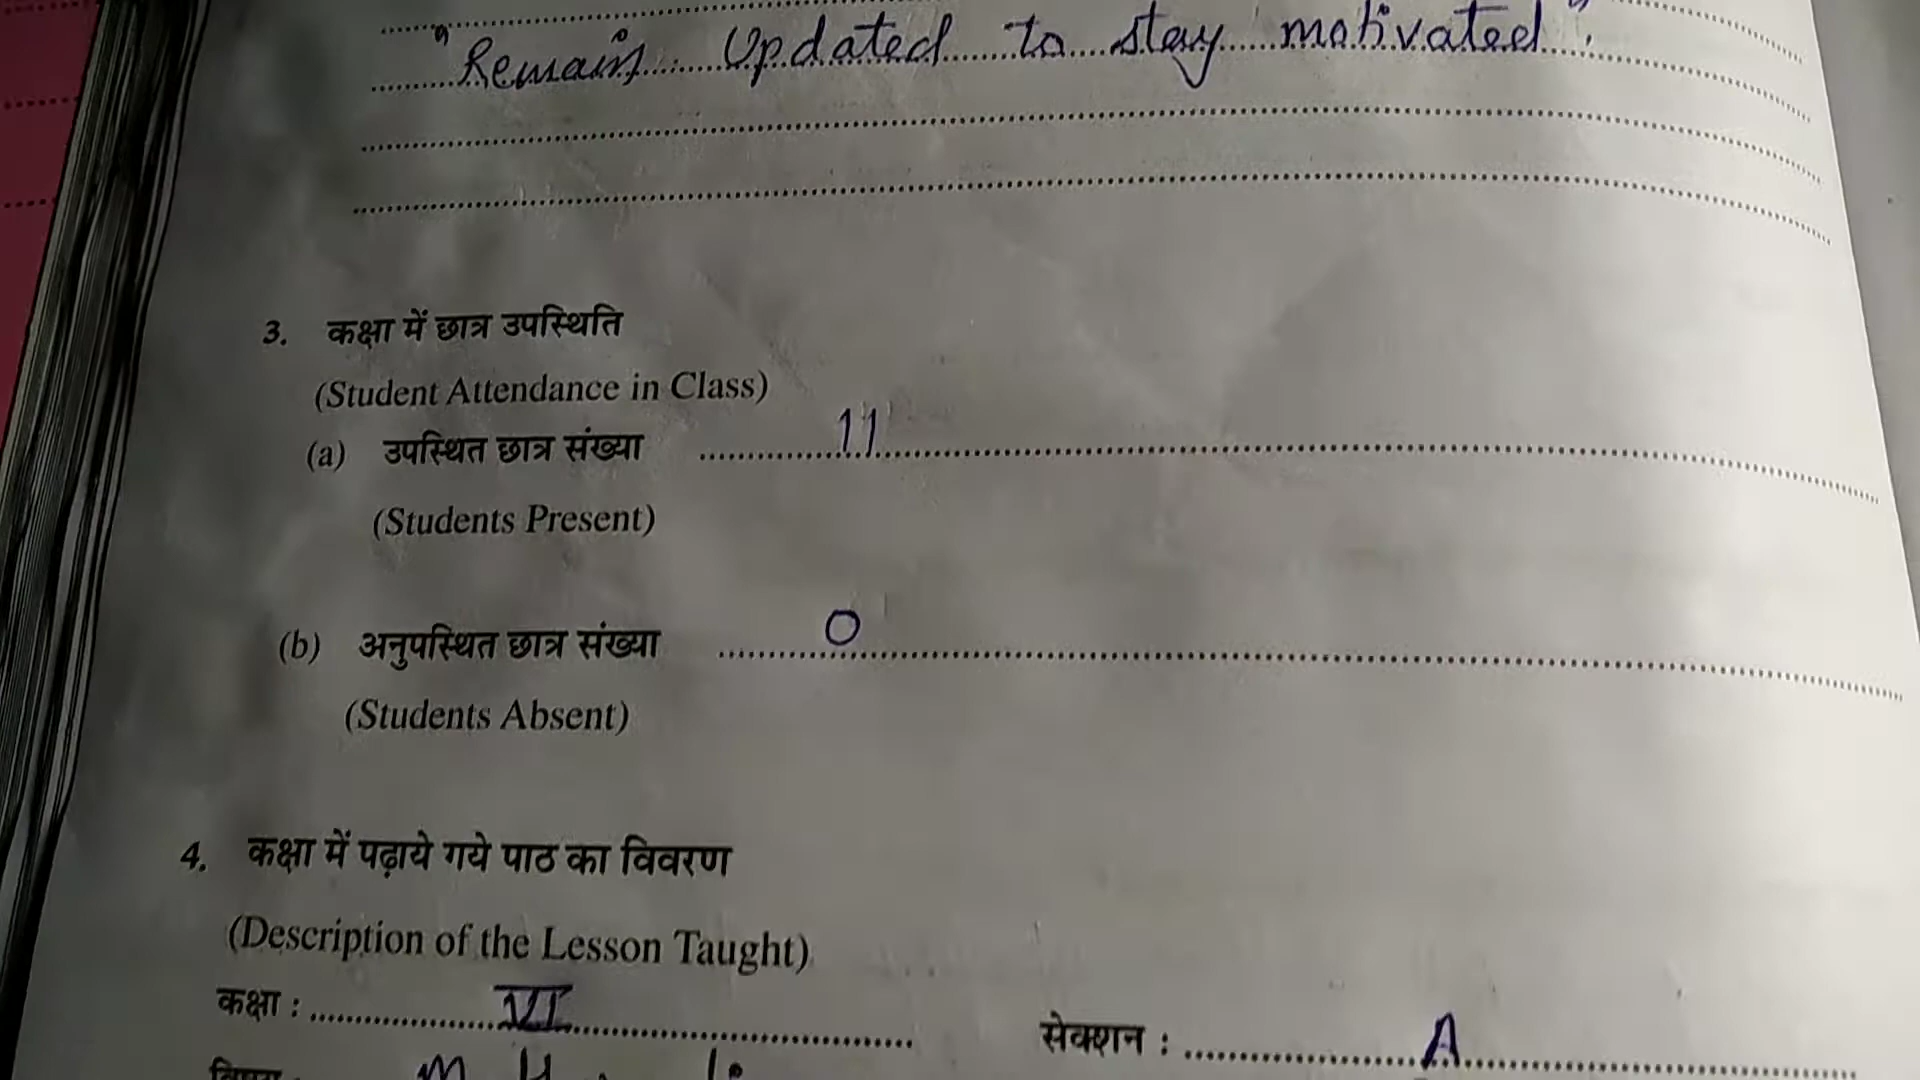 "Remain Updated to stay motivated".
3. कक्षा में छात्र उपस्थिति
(Student Attendance in Class)
(a) उपस्थित छात्र संख्या 11
(Students Present)
(b) अनुपस्थित छात्र संख्या 0
(Students Absent)
4. कक्षा में पढ़ाये गये पाठ का विवरण
(Description of the Lesson Taught)
कक्षा : VI सेक्शन : A